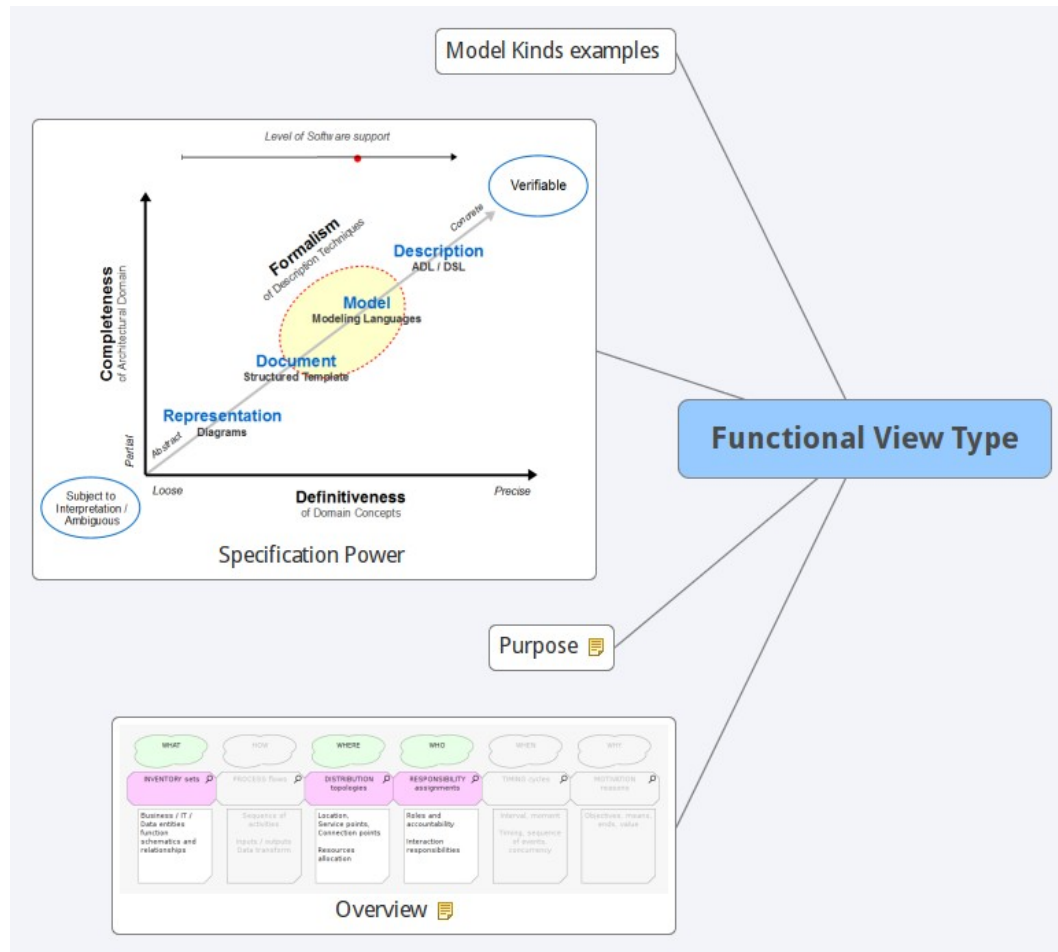 Model Kinds examples
Level of Software support
Verifiable
Concrete
Formalism
of Description Techniques
Description
ADL / DSL
Completeness
of Architectural Domain
Model
Modeling Languages
Document
Structured Template
Functional View Type
Representation
Diagrams
Partial
Abstract
Loose
Definitiveness
of Domain Concepts
Precise
Subject to
Interpretation /
Ambiguous
Specification Power
Purpose
WHAT
HOW
WHERE
WHO
WHEN
WHY
INVENTORY sets
PROCESS flows
DISTRIBUTION
topologies
RESPONSIBILITY
assignments
TIMING cycles
MOTIVATION
reasons
Business / IT /
Data entities
function
schematics and
relationships
Sequence of
activities
Inputs / outputs
Data transform
Location,
Service points,
Connection points
Resources
allocation
Roles and
accountability
Interaction
responsibilities
Interval, moment
Timing, sequence
of events,
concurrency
Objectives, means,
ends, value
Overview